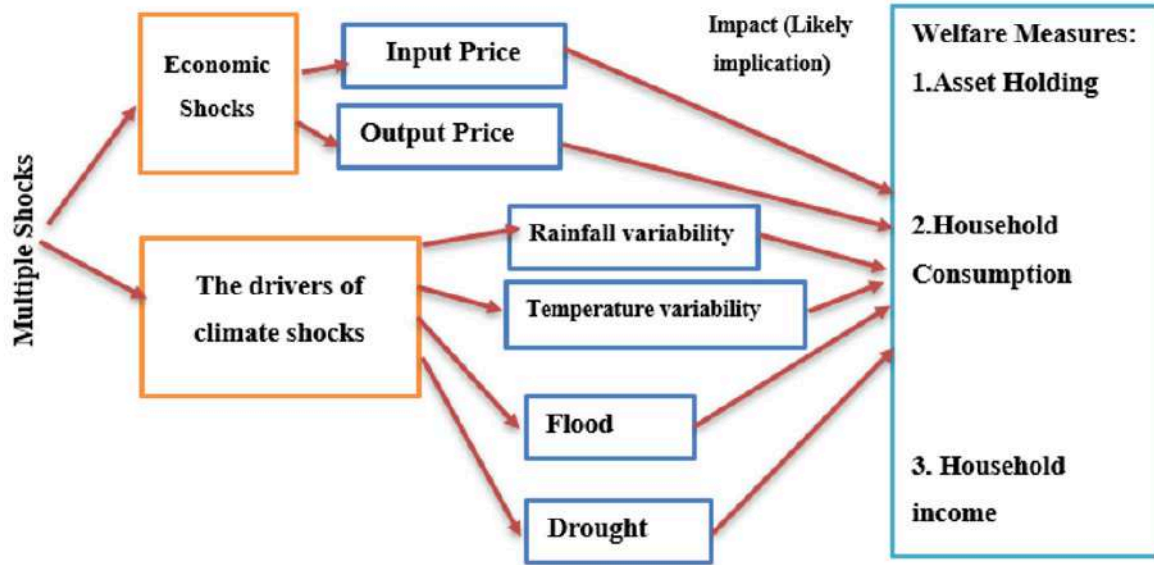 Multiple Shocks
Economic
Shocks
The drivers of
climate shocks
Input Price
Output Price
Rainfall variability
Temperature variability
Flood
Drought
Impact (Likely
implication)
Welfare Measures:
1.Asset Holding
2.Household
Consumption
3. Household
income